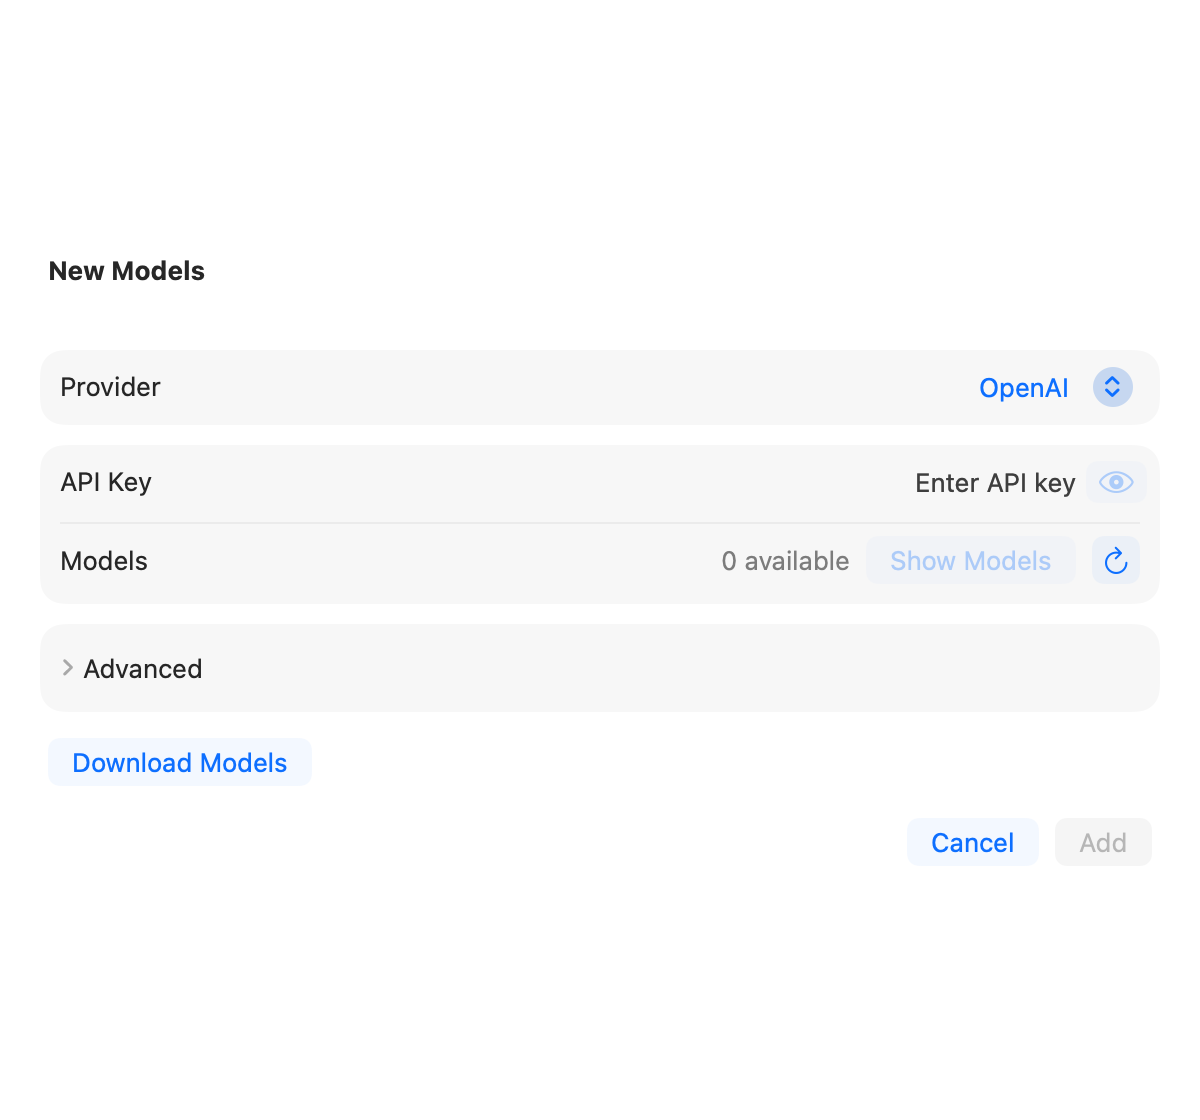 New Models
Provider OpenAI
API Key Enter API key
Models 0 available Show Models
Advanced
Download Models
Cancel Add